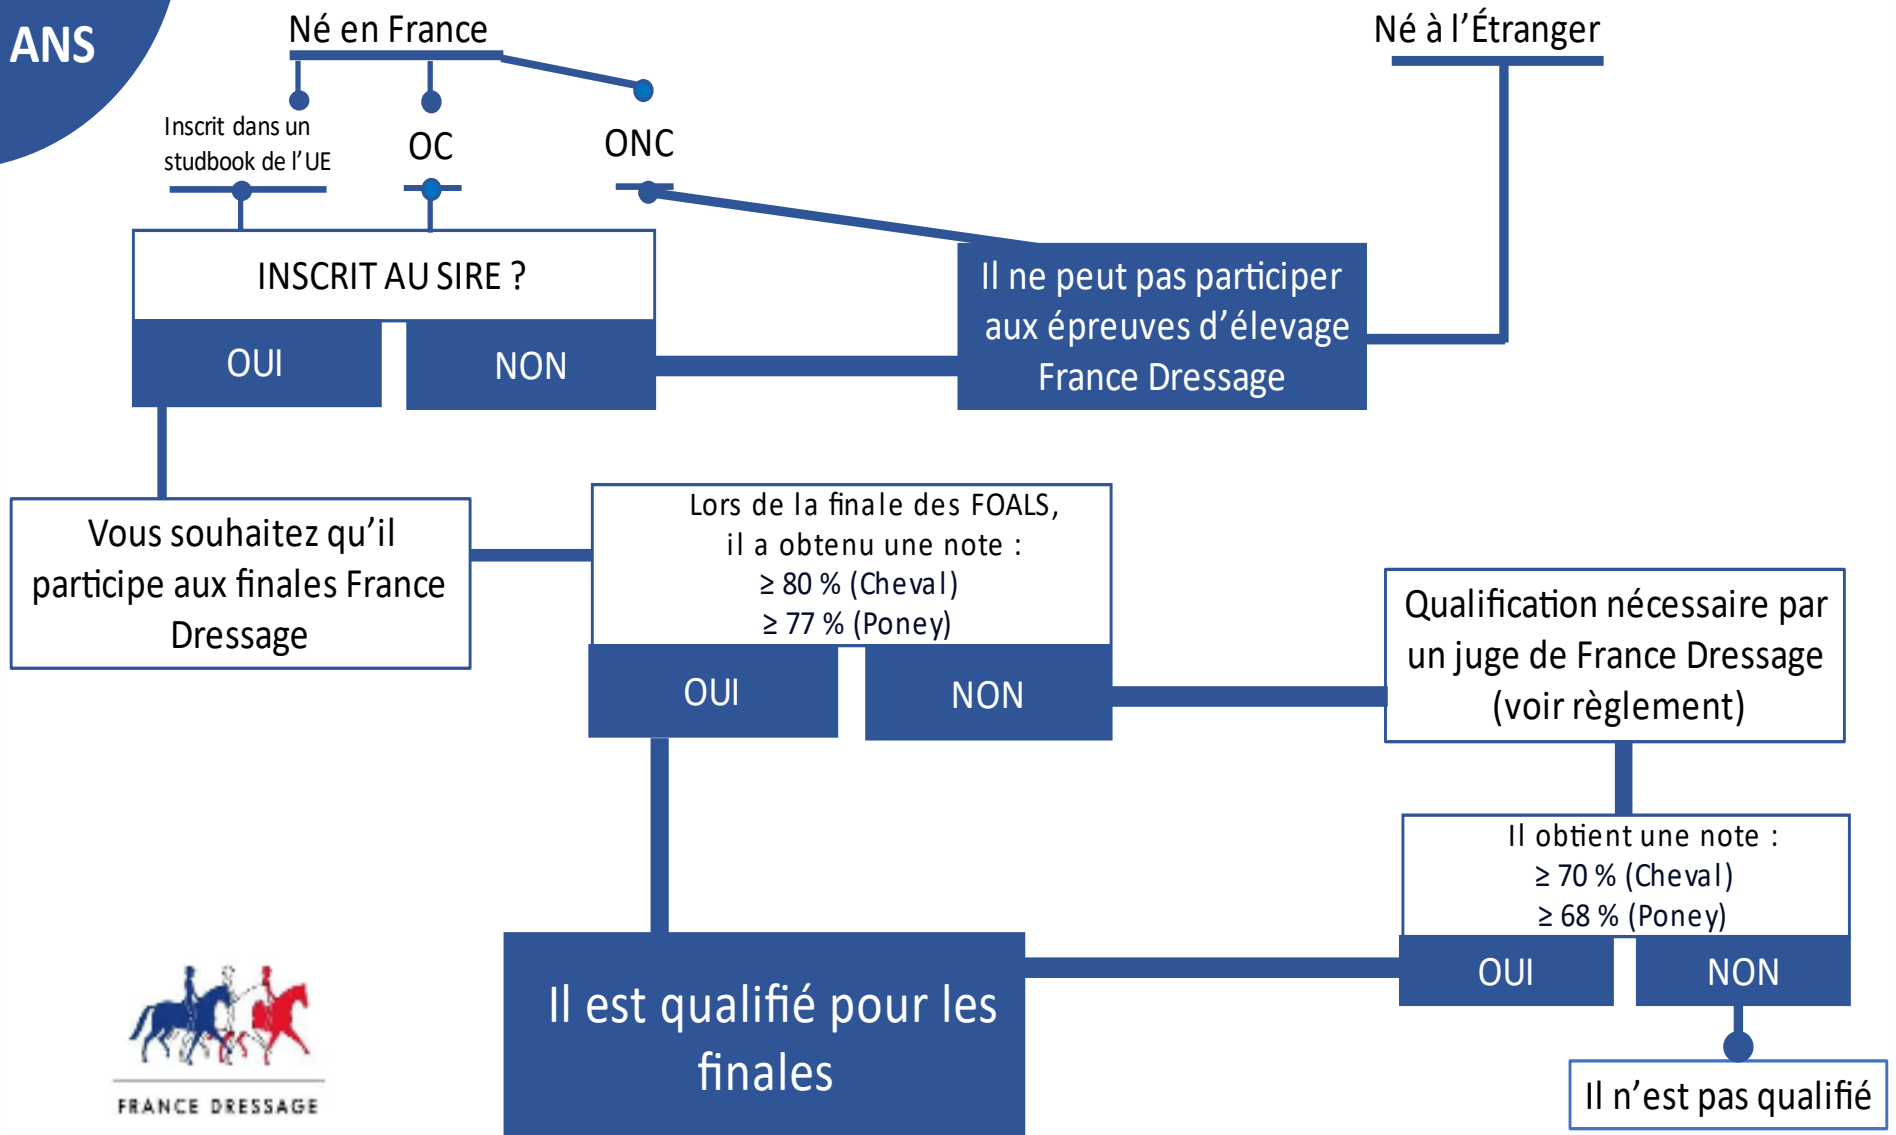 ANS
Né en France
Né à l’Étranger
Inscrit dans un
studbook de l’UE
OC
ONC
INSCRIT AU SIRE ?
OUI
NON
Il ne peut pas participer
aux épreuves d’élevage
France Dressage
Vous souhaitez qu’il
participe aux finales France
Dressage
Lors de la finale des FOALS,
il a obtenu une note :
≥ 80 % (Cheval)
≥ 77 % (Poney)
OUI
NON
Qualification nécessaire par
un juge de France Dressage
(voir règlement)
Il obtient une note :
≥ 70 % (Cheval)
≥ 68 % (Poney)
OUI
NON
Il est qualifié pour les
finales
Il n’est pas qualifié
FRANCE DRESSAGE